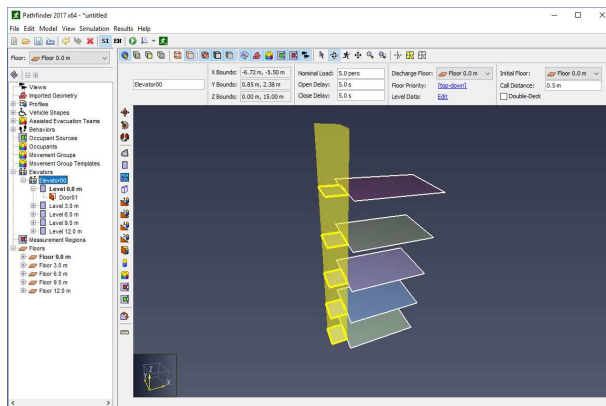 Pathfinder 2017 x64 - *untitled
File Edit Model View Simulation Results Help
SI EN
Floor: Floor 0.0 m
X Bounds: -6.72 m, -5.50 m Nominal Load: 5.0 pers Discharge Floor: Floor 0.0 m Initial Floor: Floor 0.0 m
Elevator00 Y Bounds: 0.85 m, 2.38 m Open Delay: 5.0 s Floor Priority: [top-down] Call Distance: 0.5 m
Z Bounds: 0.00 m, 15.00 m Close Delay: 5.0 s Level Data: Edit Double-Deck
Views
Imported Geometry
Profiles
Vehicle Shapes
Assisted Evacuation Teams
Behaviors
Occupant Sources
Occupants
Movement Groups
Movement Group Templates
Elevators
Elevator00
Level 0.0 m
Door01
Level 3.0 m
Level 6.0 m
Level 9.0 m
Level 12.0 m
Measurement Regions
Floors
Floor 0.0 m
Floor 3.0 m
Floor 6.0 m
Floor 9.0 m
Floor 12.0 m
Z
Y
X